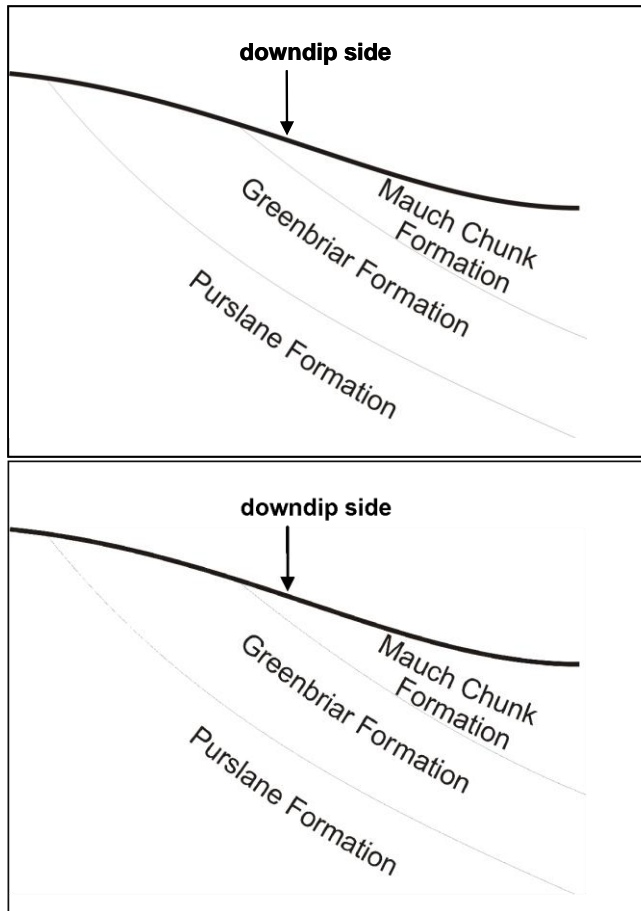 downdip side
Mauch Chunk
Formation
Greenbriar Formation
Purslane Formation
downdip side
Mauch Chunk
Formation
Greenbriar Formation
Purslane Formation